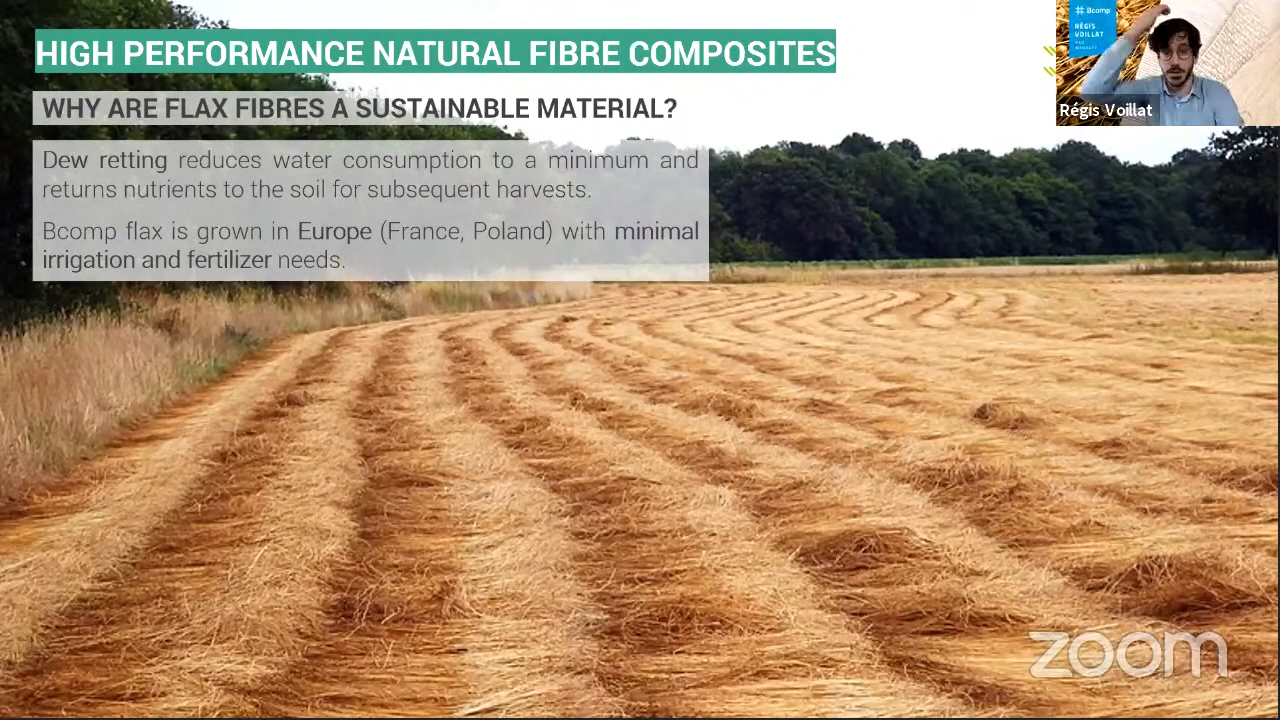 HIGH PERFORMANCE NATURAL FIBRE COMPOSITES
WHY ARE FLAX FIBRES A SUSTAINABLE MATERIAL?
Dew retting reduces water consumption to a minimum and
returns nutrients to the soil for subsequent harvests.
Bcomp flax is grown in Europe (France, Poland) with minimal
irrigation and fertilizer needs.
Bcomp
RÉGIS
VOILLAT
Régis Voillat
zoom